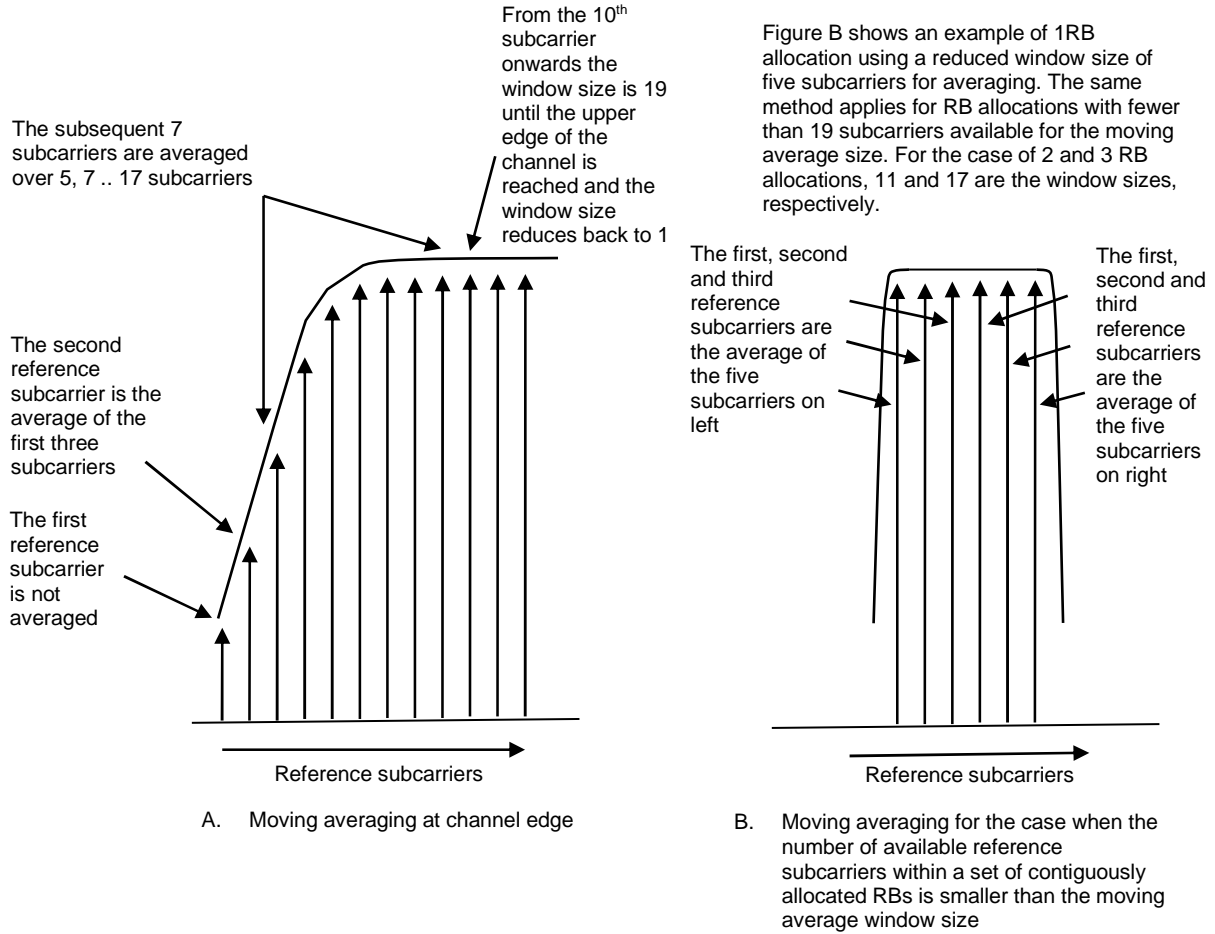 From the 10th
subcarrier
onwards the
window size is 19
until the upper
edge of the
channel is
reached and the
window size
reduces back to 1
The subsequent 7
subcarriers are averaged
over 5, 7 .. 17 subcarriers
The second
reference
subcarrier is the
average of the
first three
subcarriers
The first
reference
subcarrier
is not
averaged
Reference subcarriers
A. Moving averaging at channel edge
Figure B shows an example of 1RB
allocation using a reduced window size of
five subcarriers for averaging. The same
method applies for RB allocations with fewer
than 19 subcarriers available for the moving
average size. For the case of 2 and 3 RB
allocations, 11 and 17 are the window sizes,
respectively.
The first, second
and third
reference
subcarriers are
the average of
the five
subcarriers on
left
The first,
second and
third
reference
subcarriers
are the
average of
the five
subcarriers
on right
Reference subcarriers
B. Moving averaging for the case when the
number of available reference
subcarriers within a set of contiguously
allocated RBs is smaller than the moving
average window size